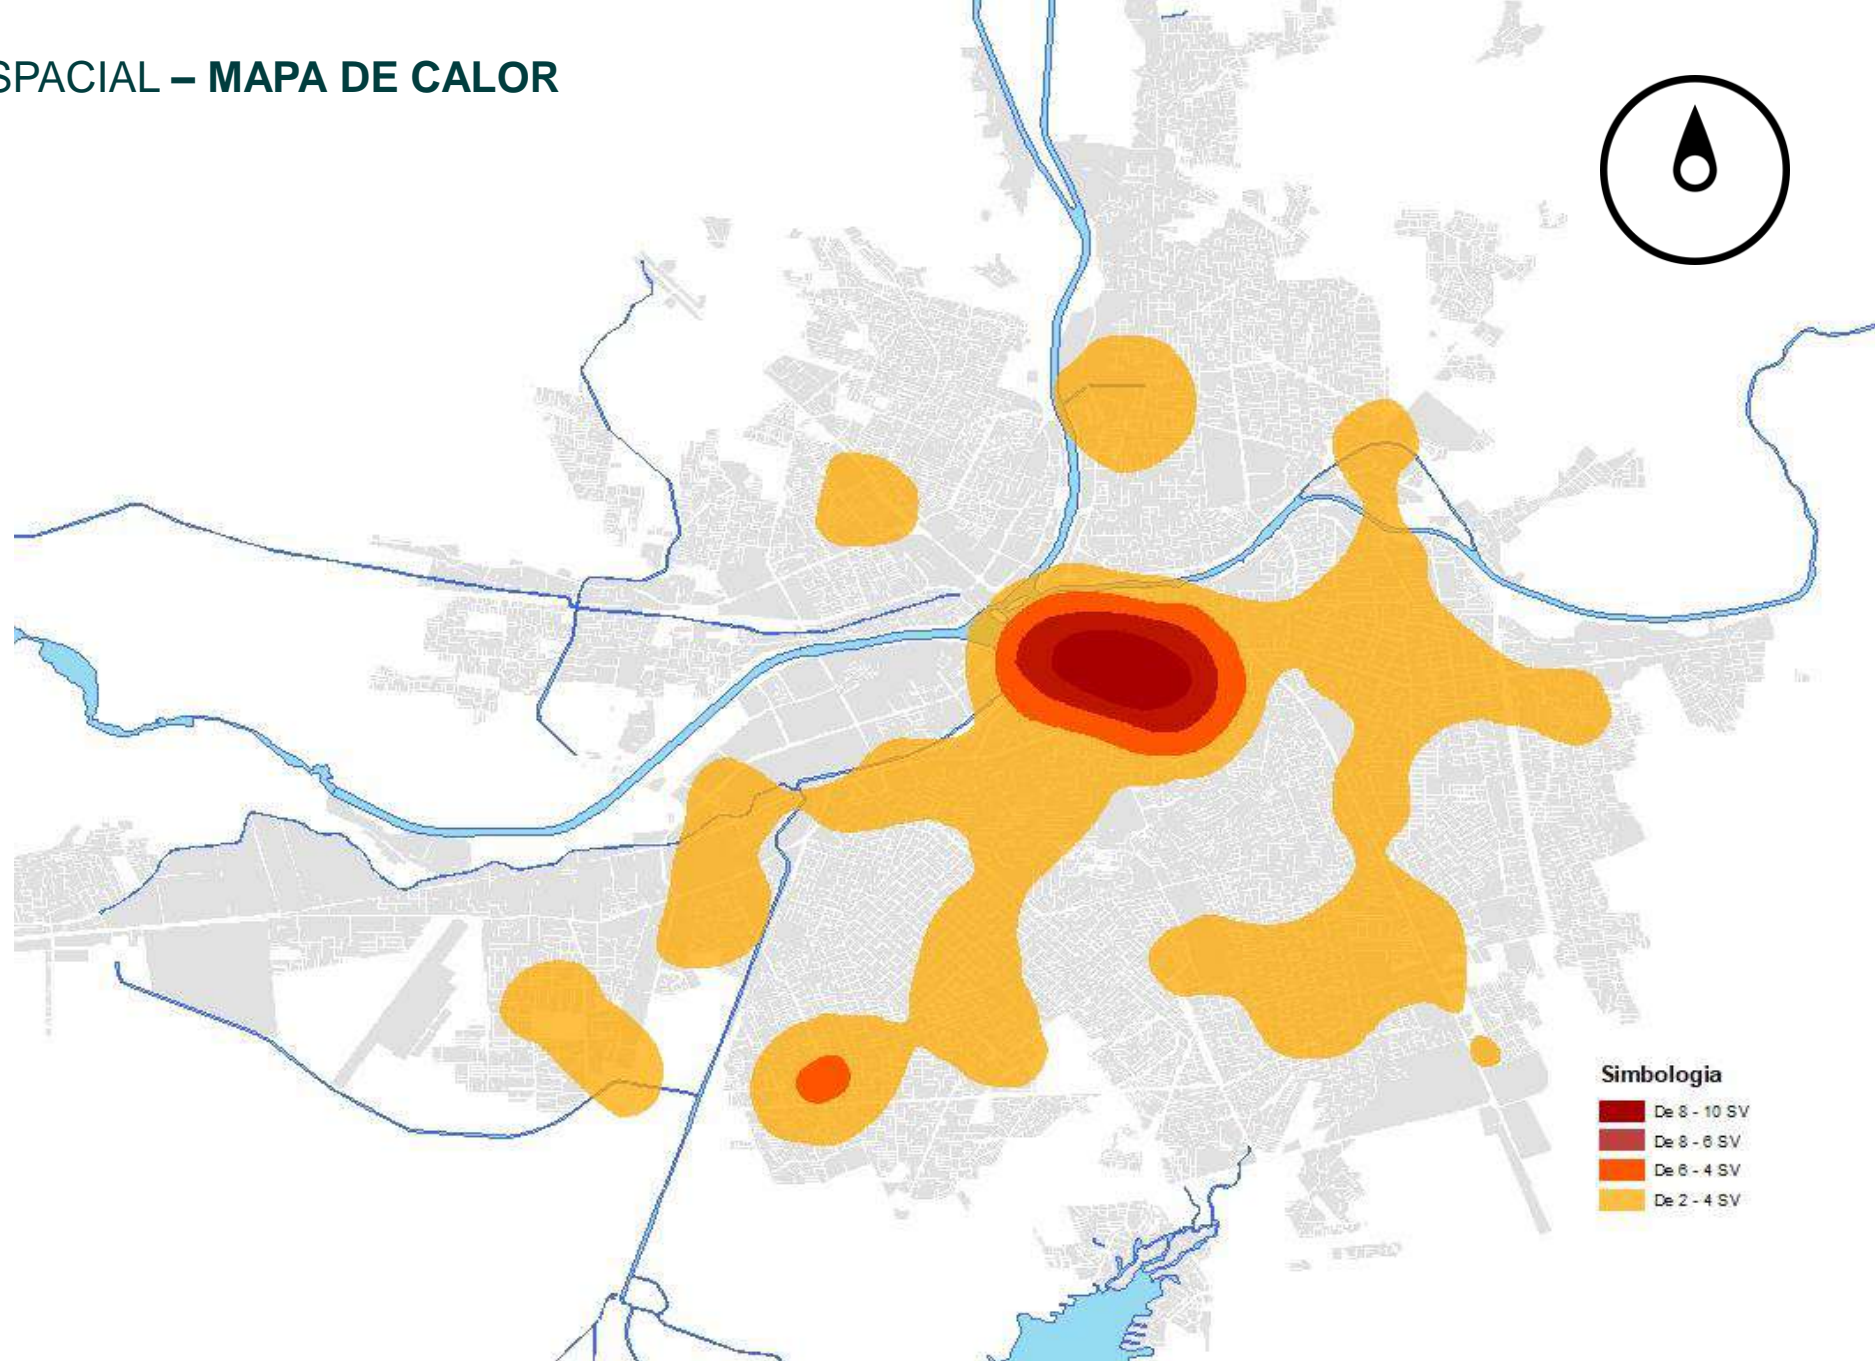 SPACIAL – MAPA DE CALOR
Simbologia
De 8 - 10 SV
De 8 - 6 SV
De 6 - 4 SV
De 2 - 4 SV